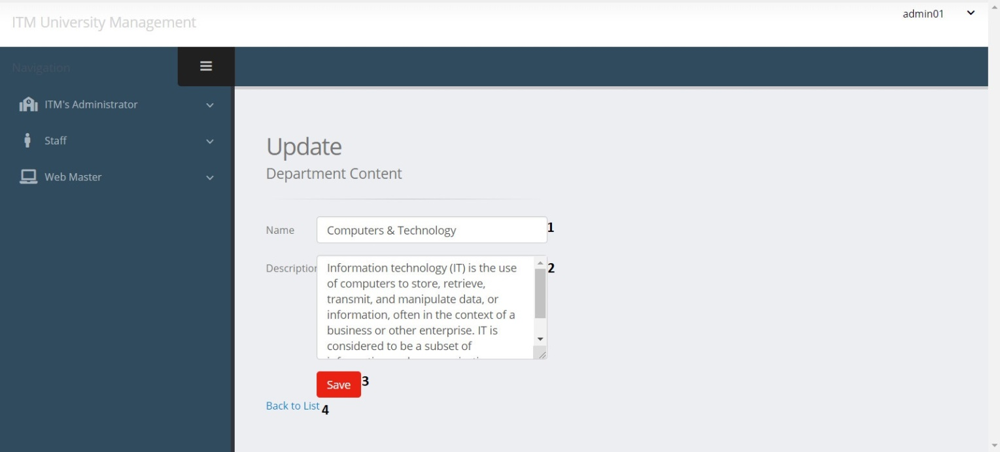 ITM University Management
admin01
Navigation
ITM's Administrator
Staff
Web Master
Update
Department Content
Name
Computers & Technology
1
Description
Information technology (IT) is the use
of computers to store, retrieve,
transmit, and manipulate data, or
information, often in the context of a
business or other enterprise. IT is
considered to be a subset of
2
Save
3
Back to List
4